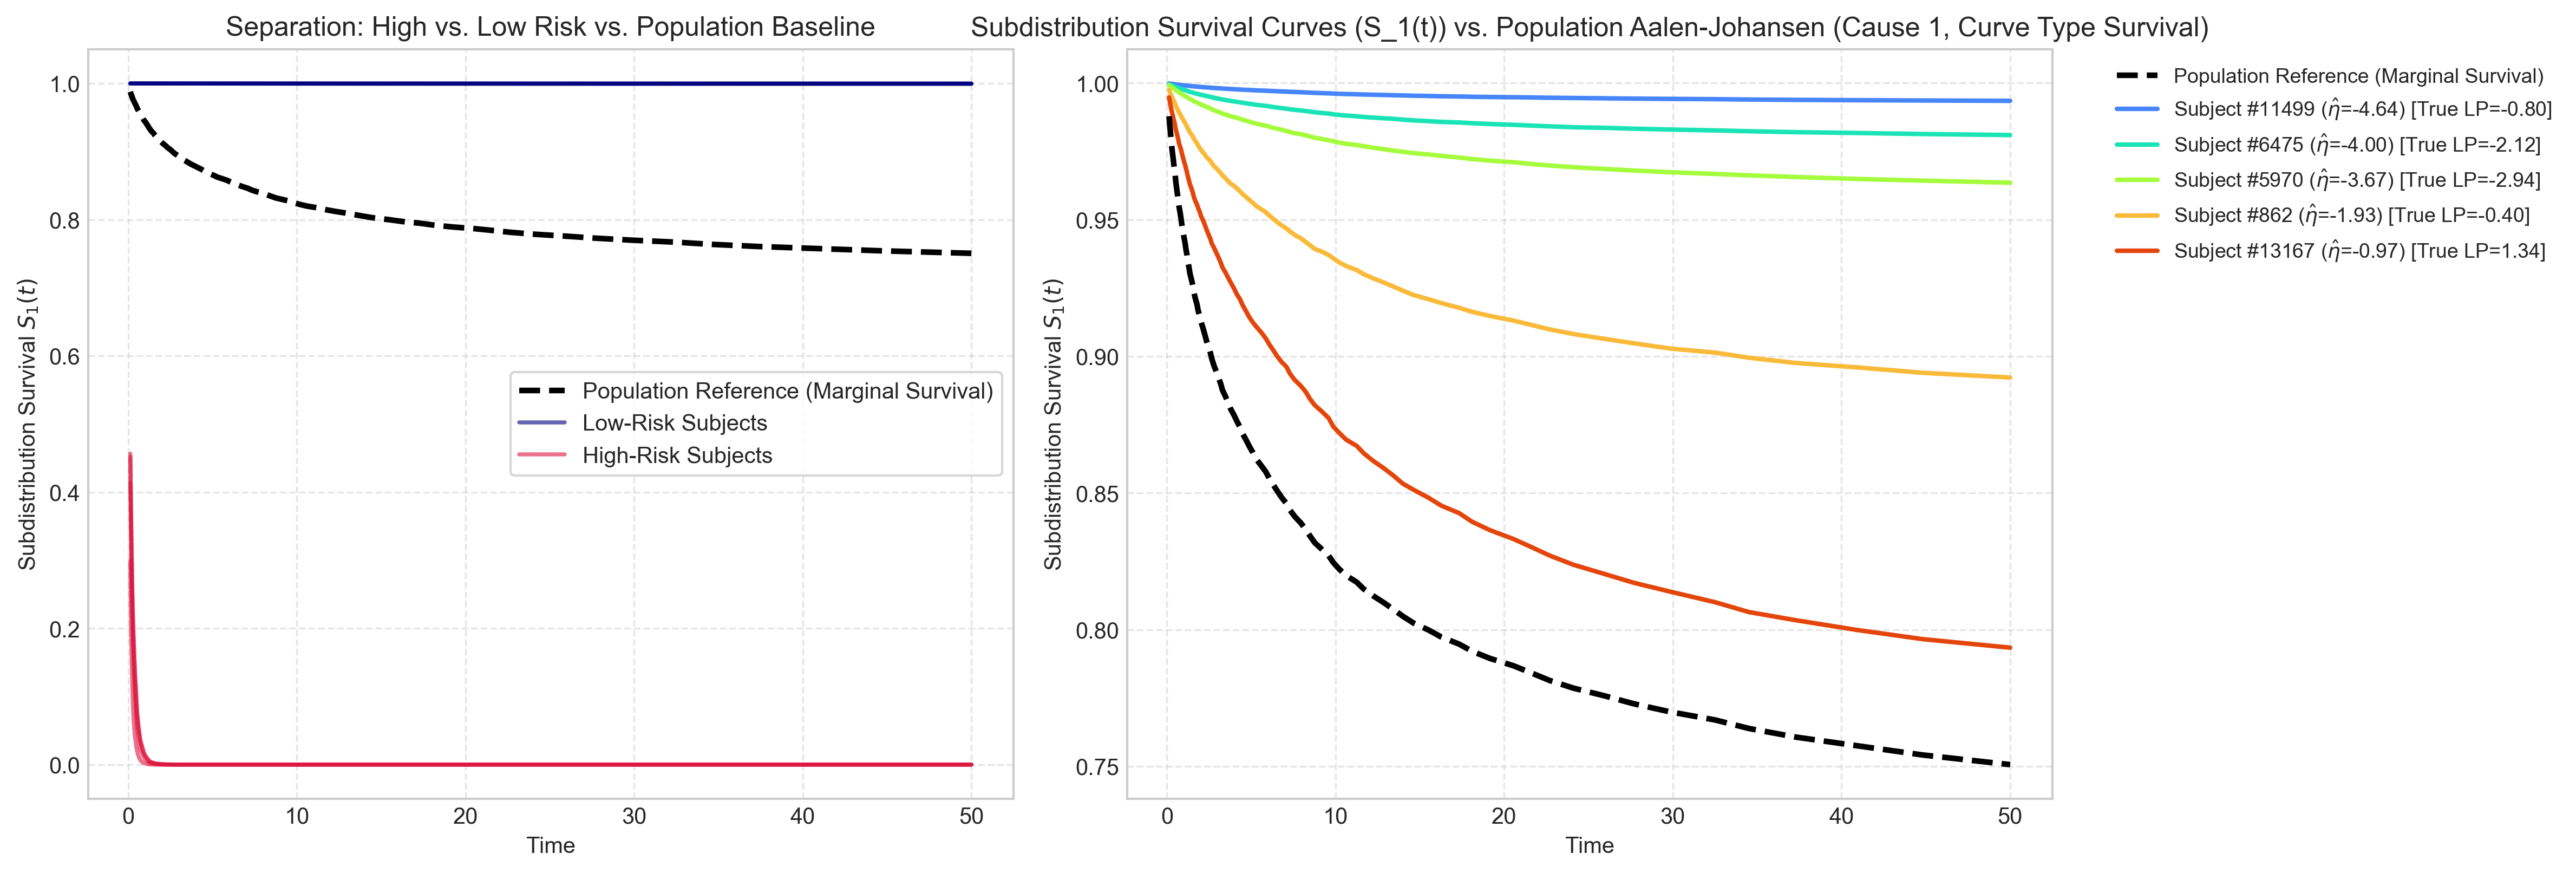 Separation: High vs. Low Risk vs. Population Baseline
Subdistribution Survival S₁(t)
1.0
0.8
0.6
0.4
0.2
0.0
0
10
20
30
40
50
Time
Population Reference (Marginal Survival)
Low-Risk Subjects
High-Risk Subjects
Subdistribution Survival Curves (S_1(t)) vs. Population Aalen-Johansen (Cause 1, Curve Type Survival)
Subdistribution Survival S₁(t)
1.00
0.95
0.90
0.85
0.80
0.75
0
10
20
30
40
50
Time
Population Reference (Marginal Survival)
Subject #11499 (η̂=-4.64) [True LP=-0.80]
Subject #6475 (η̂=-4.00) [True LP=-2.12]
Subject #5970 (η̂=-3.67) [True LP=-2.94]
Subject #862 (η̂=-1.93) [True LP=-0.40]
Subject #13167 (η̂=-0.97) [True LP=1.34]